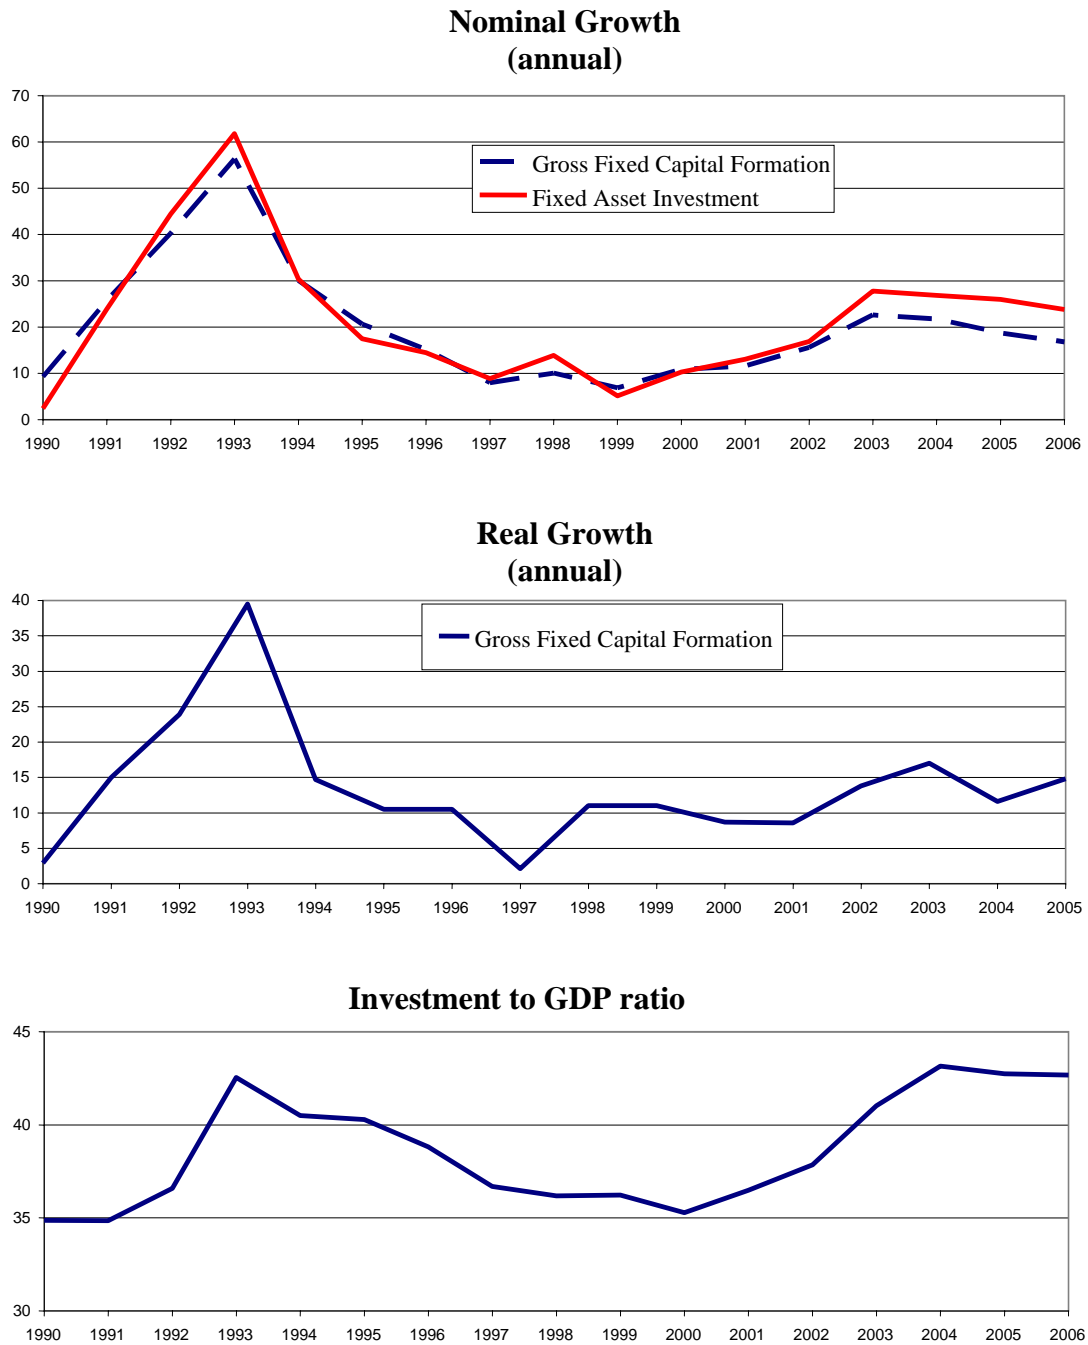 Nominal Growth
(annual)
70
60
50
40
30
20
10
0
Gross Fixed Capital Formation
Fixed Asset Investment
1990 1991 1992 1993 1994 1995 1996 1997 1998 1999 2000 2001 2002 2003 2004 2005 2006
Real Growth
(annual)
40
35
30
25
20
15
10
5
0
Gross Fixed Capital Formation
1990 1991 1992 1993 1994 1995 1996 1997 1998 1999 2000 2001 2002 2003 2004 2005
Investment to GDP ratio
45
40
35
30
1990 1991 1992 1993 1994 1995 1996 1997 1998 1999 2000 2001 2002 2003 2004 2005 2006